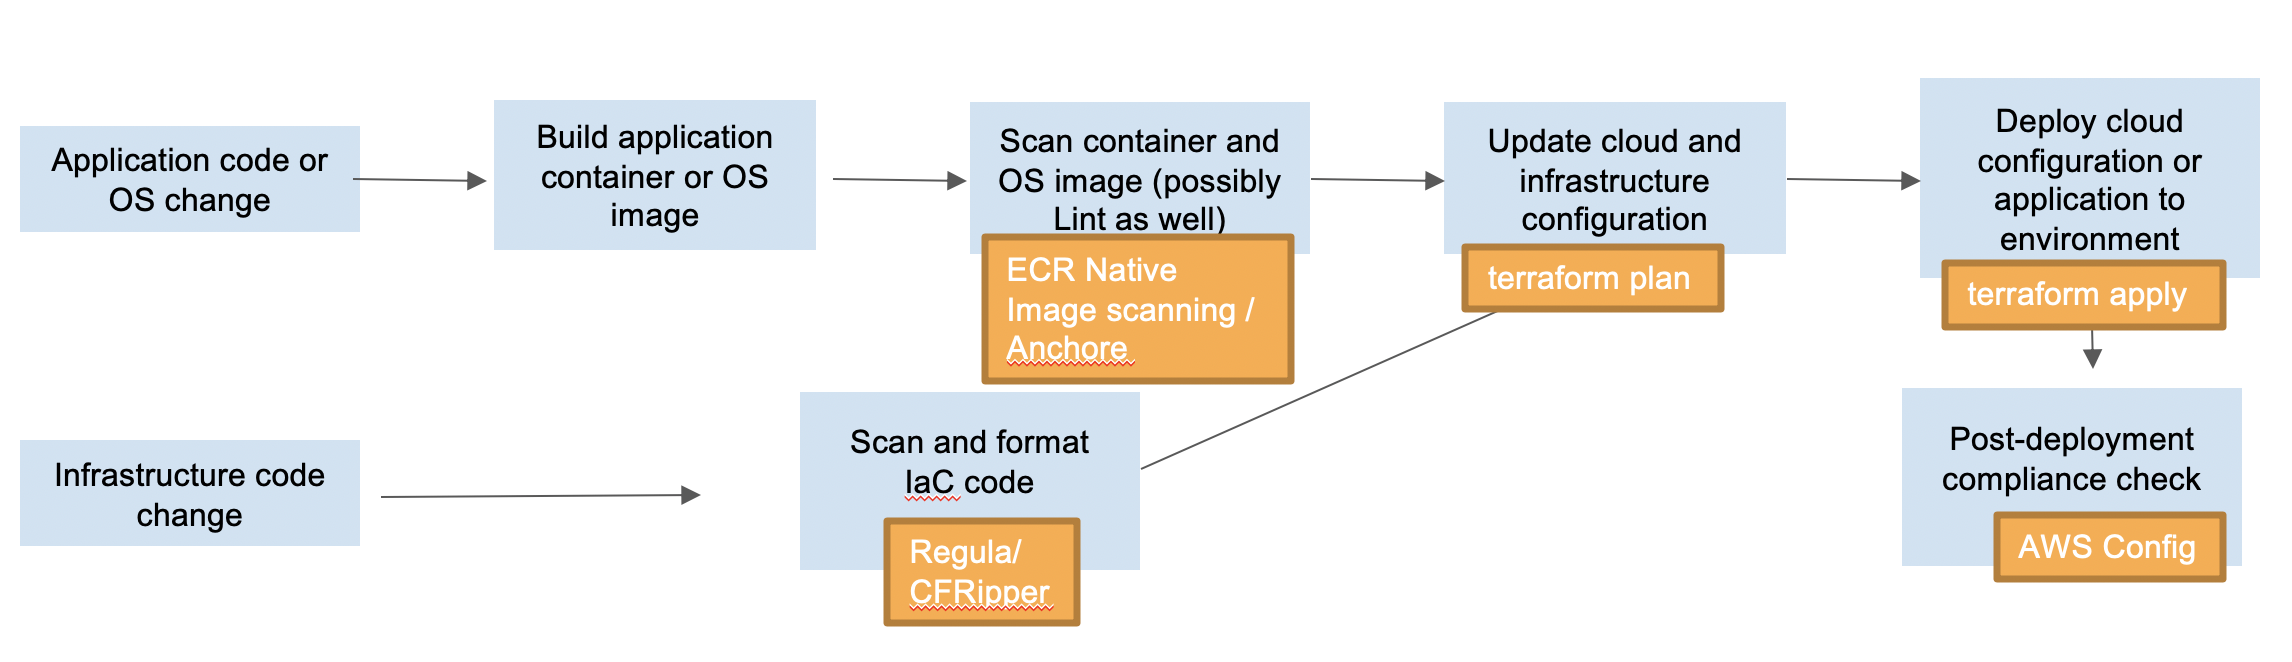 Application code or
OS change
Build application
container or OS
image
Scan container and
OS image (possibly
Lint as well)
ECR Native
Image scanning /
Anchore
Update cloud and
infrastructure
configuration
terraform plan
Deploy cloud
configuration or
application to
environment
terraform apply
Infrastructure code
change
Scan and format
IaC code
Regula/
CFRipper
Post-deployment
compliance check
AWS Config